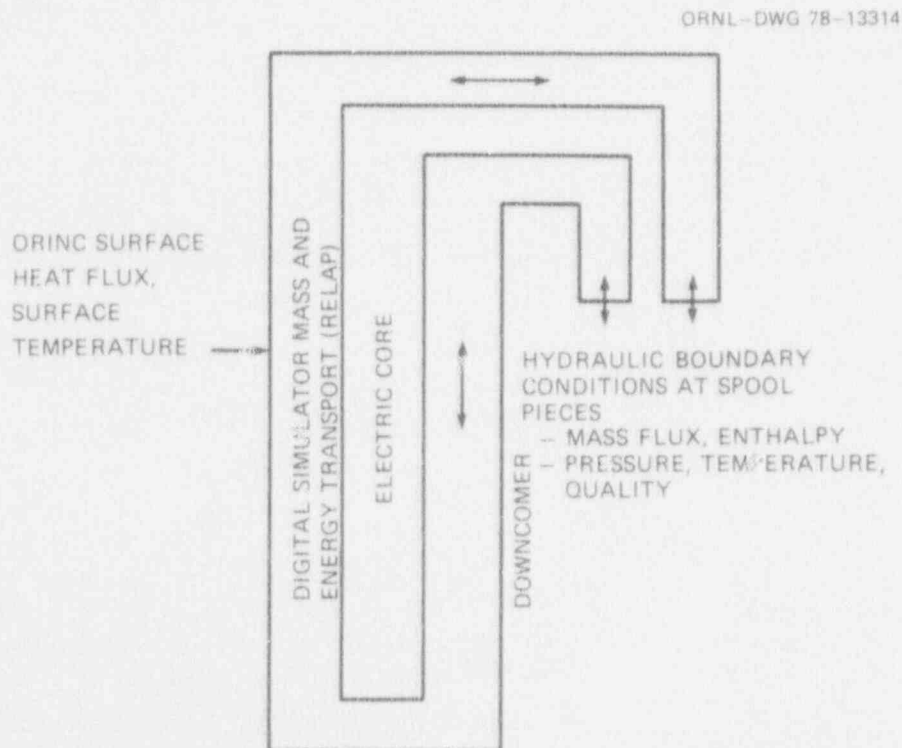 ORNL-DWG 78-13314
ORINC SURFACE
HEAT FLUX,
SURFACE
TEMPERATURE
DIGITAL SIMULATOR MASS AND
ENERGY TRANSPORT (RELAP)
ELECTRIC CORE
DOWNCOMER
HYDRAULIC BOUNDARY
CONDITIONS AT SPOOL
PIECES
– MASS FLUX, ENTHALPY
– PRESSURE, TEMPERATURE,
QUALITY